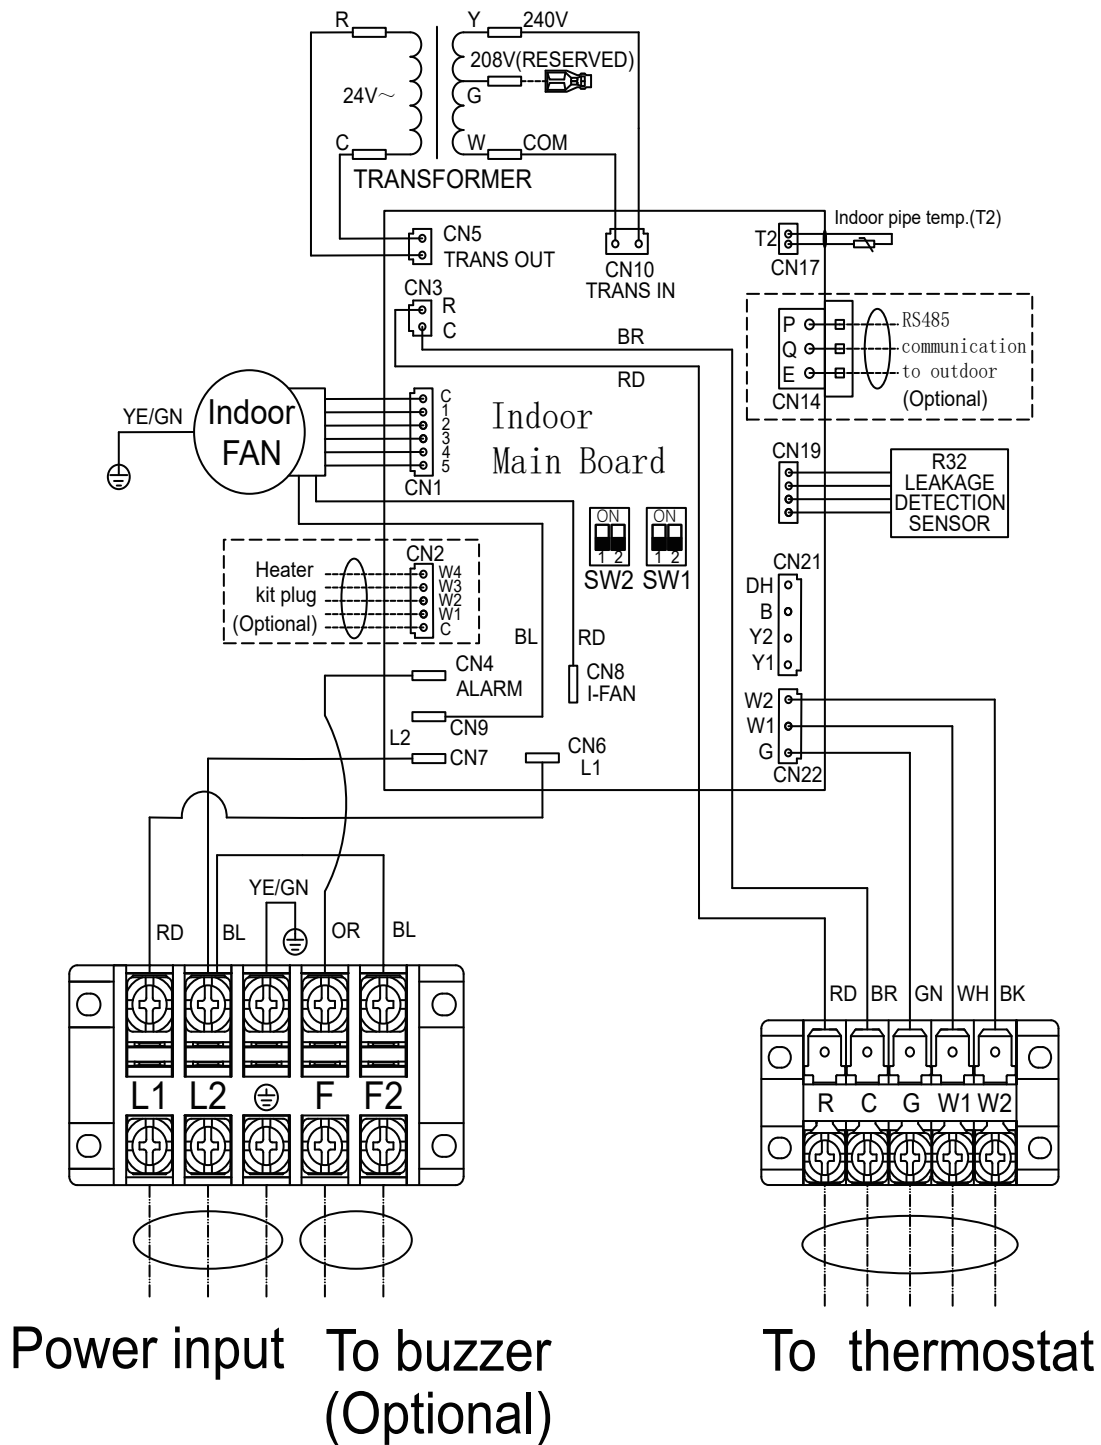 R
Y
240V
208V(RESERVED)
24V~
G
C
W
COM
TRANSFORMER
CN5
TRANS OUT
CN10
TRANS IN
T2
CN17
Indoor pipe temp.(T2)
CN3
R
C
BR
RD
P
Q
E
CN14
RS485
communication
to outdoor
(Optional)
YE/GN
Indoor
FAN
C
1
2
3
4
5
CN1
Indoor
Main Board
CN19
R32
LEAKAGE
DETECTION
SENSOR
ON
1 2
SW2
ON
1 2
SW1
CN2
Heater
kit plug
(Optional)
W4
W3
W2
W1
C
BL
RD
CN21
DH
B
Y2
Y1
CN4
ALARM
CN8
I-FAN
CN9
L2
CN7
CN6
L1
W2
W1
G
CN22
YE/GN
RD
BL
OR
BL
L1
L2
F
F2
RD
BR
GN
WH
BK
R
C
G
W1
W2
Power input
To buzzer
(Optional)
To thermostat